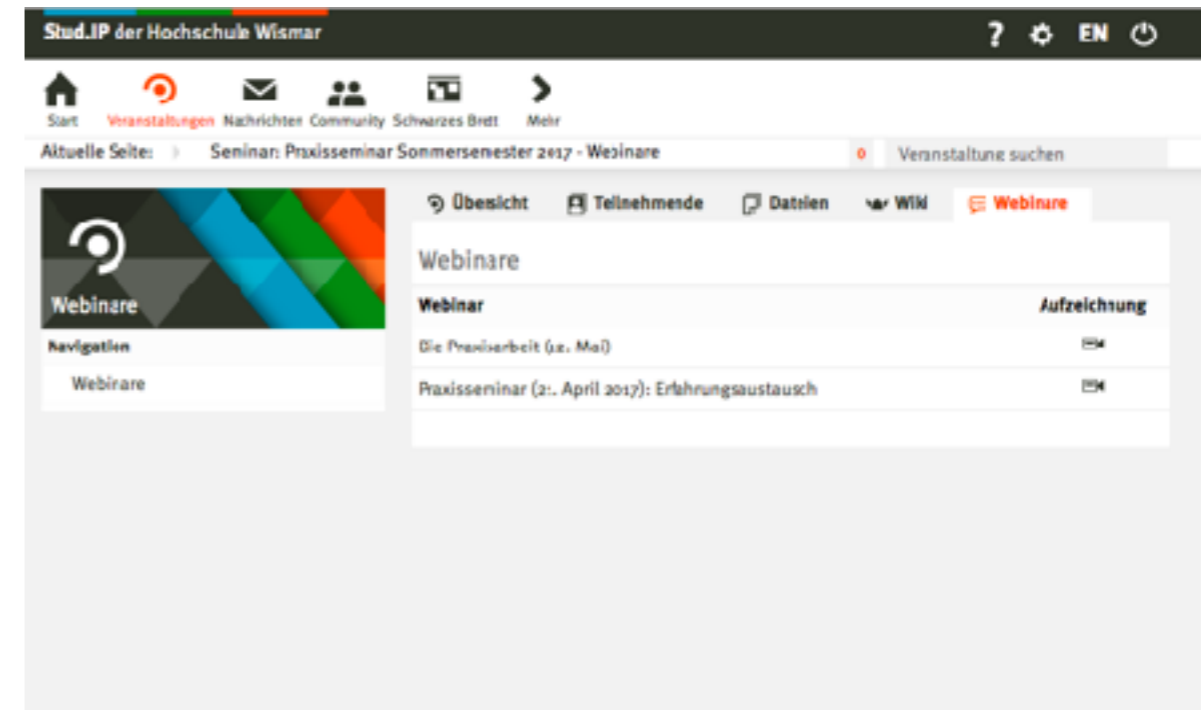 Stud.IP der Hochschule Wismar
? EN
Start Veranstaltungen Nachrichten Community Schwarzes Brett Mehr
Aktuelle Seite: Seminar: Praxisseminar Sommersemester 2017 - Webinare 0 Veranstaltung suchen
Übersicht Teilnehmende Dateien Wiki Webinare
Webinare
Webinare
Webinar Aufzeichnung
Navigation
Die Praxisarbeit Mai)
Webinare
Praxisseminar April 2017): Erfahrungsaustausch